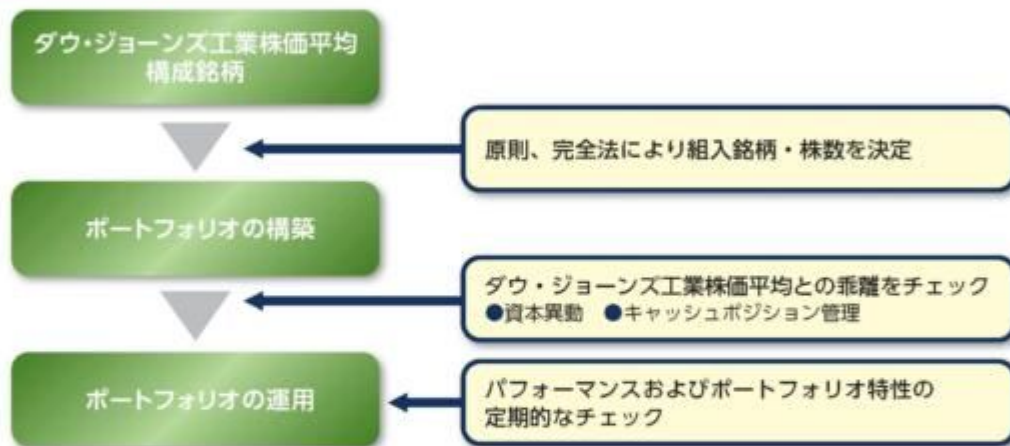 ダウ・ジョーンズ工業株価平均
構成銘柄
原則、完全法により組入銘柄・株数を決定
ポートフォリオの構築
ダウ・ジョーンズ工業株価平均との乖離をチェック
●資本異動 ●キャッシュポジション管理
ポートフォリオの運用
パフォーマンスおよびポートフォリオ特性の
定期的なチェック